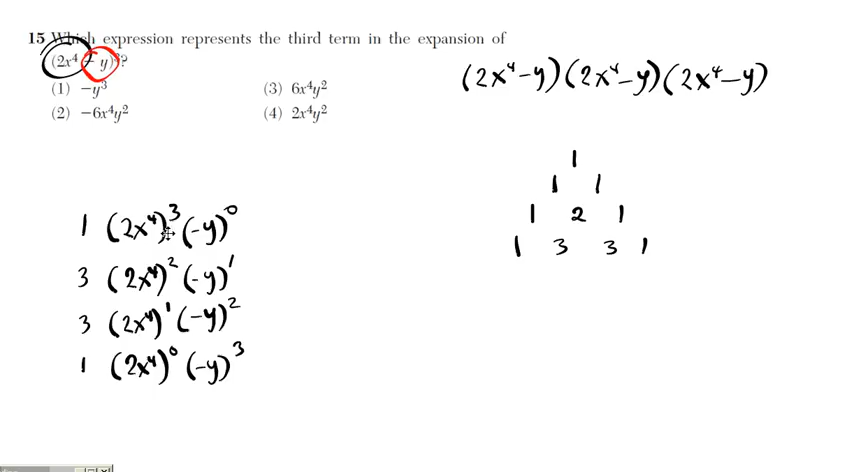 15 Which expression represents the third term in the expansion of
(2x⁴ − y)³?
(1) −y³ (3) 6x⁴y²
(2) −6x⁴y² (4) 2x⁴y²
(2x⁴-y)(2x⁴-y)(2x⁴-y)
1
1 1
1 2 1
1 3 3 1
1 (2x⁴)³(-y)⁰
3 (2x⁴)²(-y)¹
3 (2x⁴)¹(-y)²
1 (2x⁴)⁰(-y)³